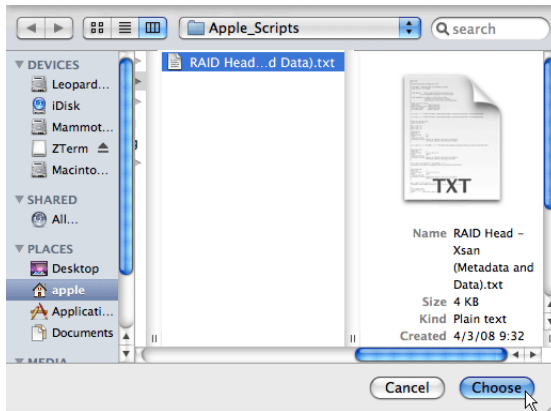 Apple_Scripts
search
DEVICES
Leopard...
iDisk
Mammot...
ZTerm
Macinto...
SHARED
All...
PLACES
Desktop
apple
Applicati...
Documents
MEDIA
RAID Head...d Data).txt
TXT
Name RAID Head –
Xsan
(Metadata and
Data).txt
Size 4 KB
Kind Plain text
Created 4/3/08 9:32
Cancel
Choose